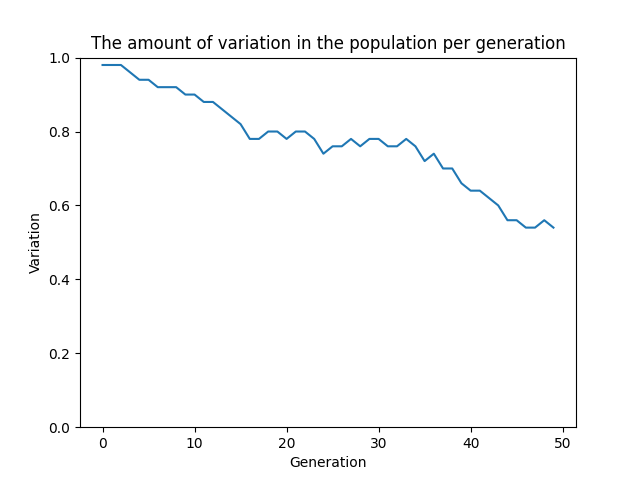 The amount of variation in the population per generation
1.0
0.8
0.6
0.4
0.2
0.0
Variation
0 10 20 30 40 50
Generation